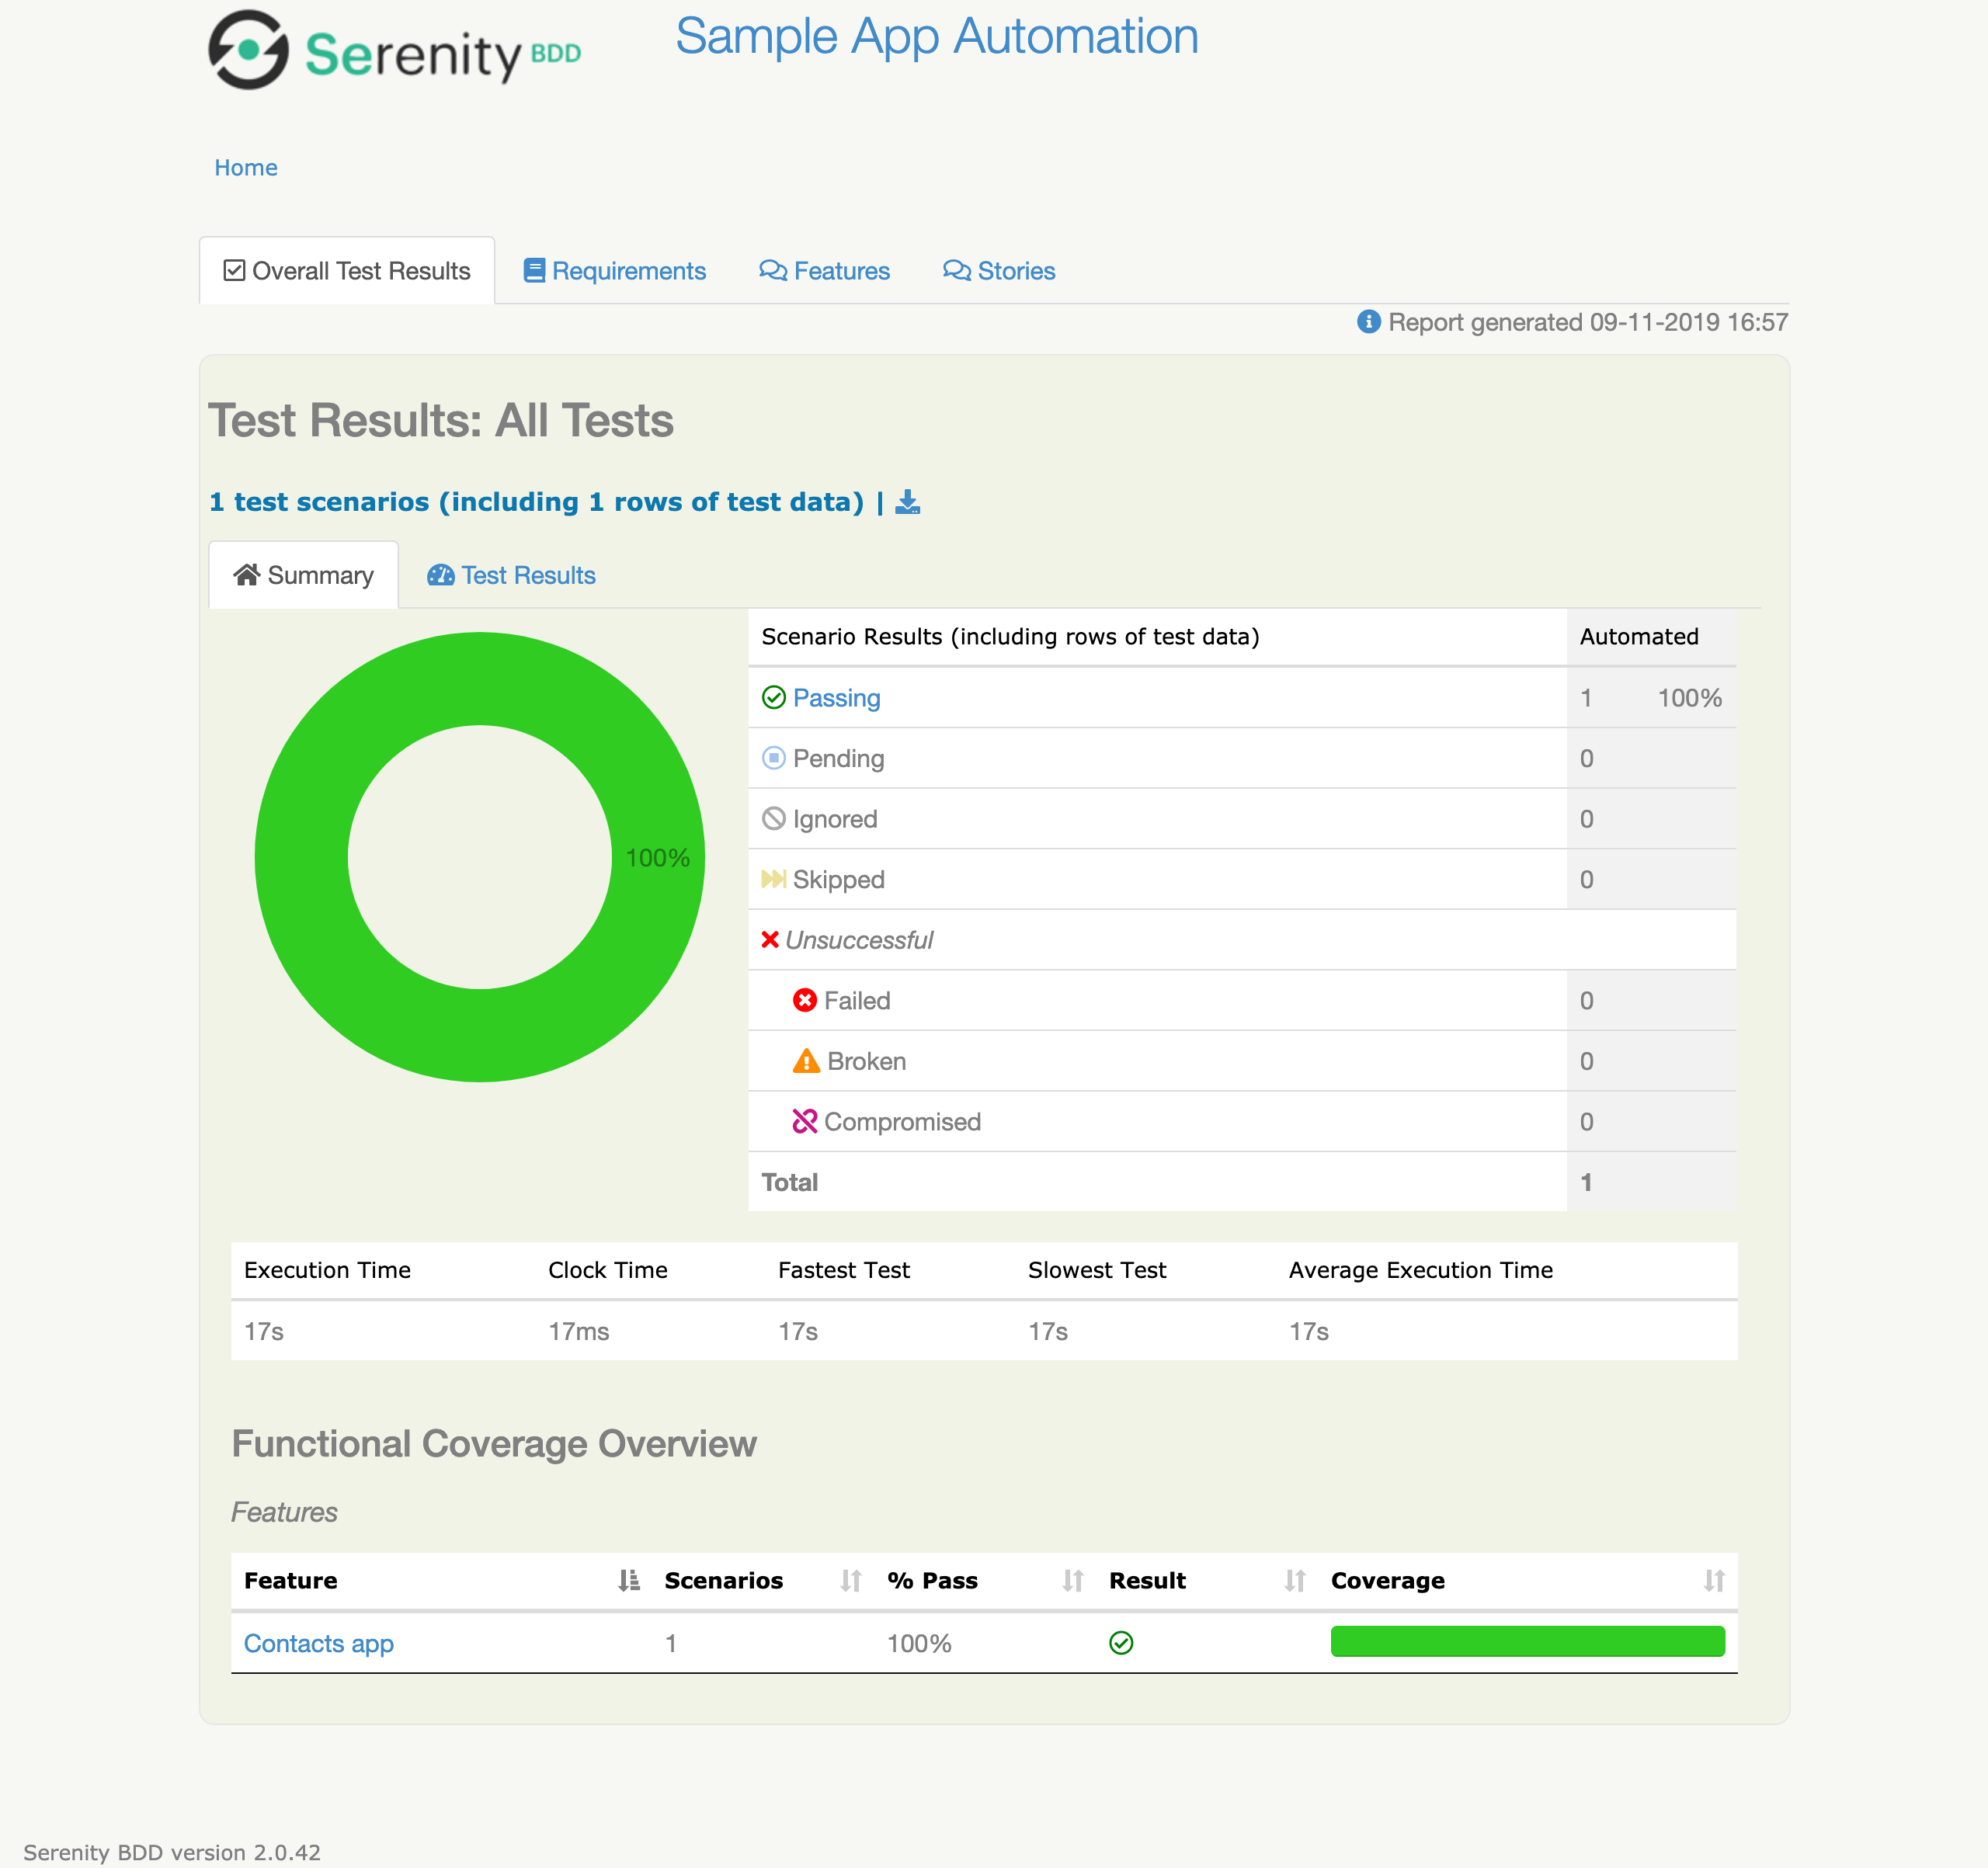 Serenity BDD
Sample App Automation
Home
Overall Test Results Requirements Features Stories
Report generated 09-11-2019 16:57
Test Results: All Tests
1 test scenarios (including 1 rows of test data) |
Summary Test Results
100%
Scenario Results (including rows of test data) Automated
Passing 1 100%
Pending 0
Ignored 0
Skipped 0
Unsuccessful
Failed 0
Broken 0
Compromised 0
Total 1
Execution Time Clock Time Fastest Test Slowest Test Average Execution Time
17s 17ms 17s 17s 17s
Functional Coverage Overview
Features
Feature Scenarios % Pass Result Coverage
Contacts app 1 100%
Serenity BDD version 2.0.42